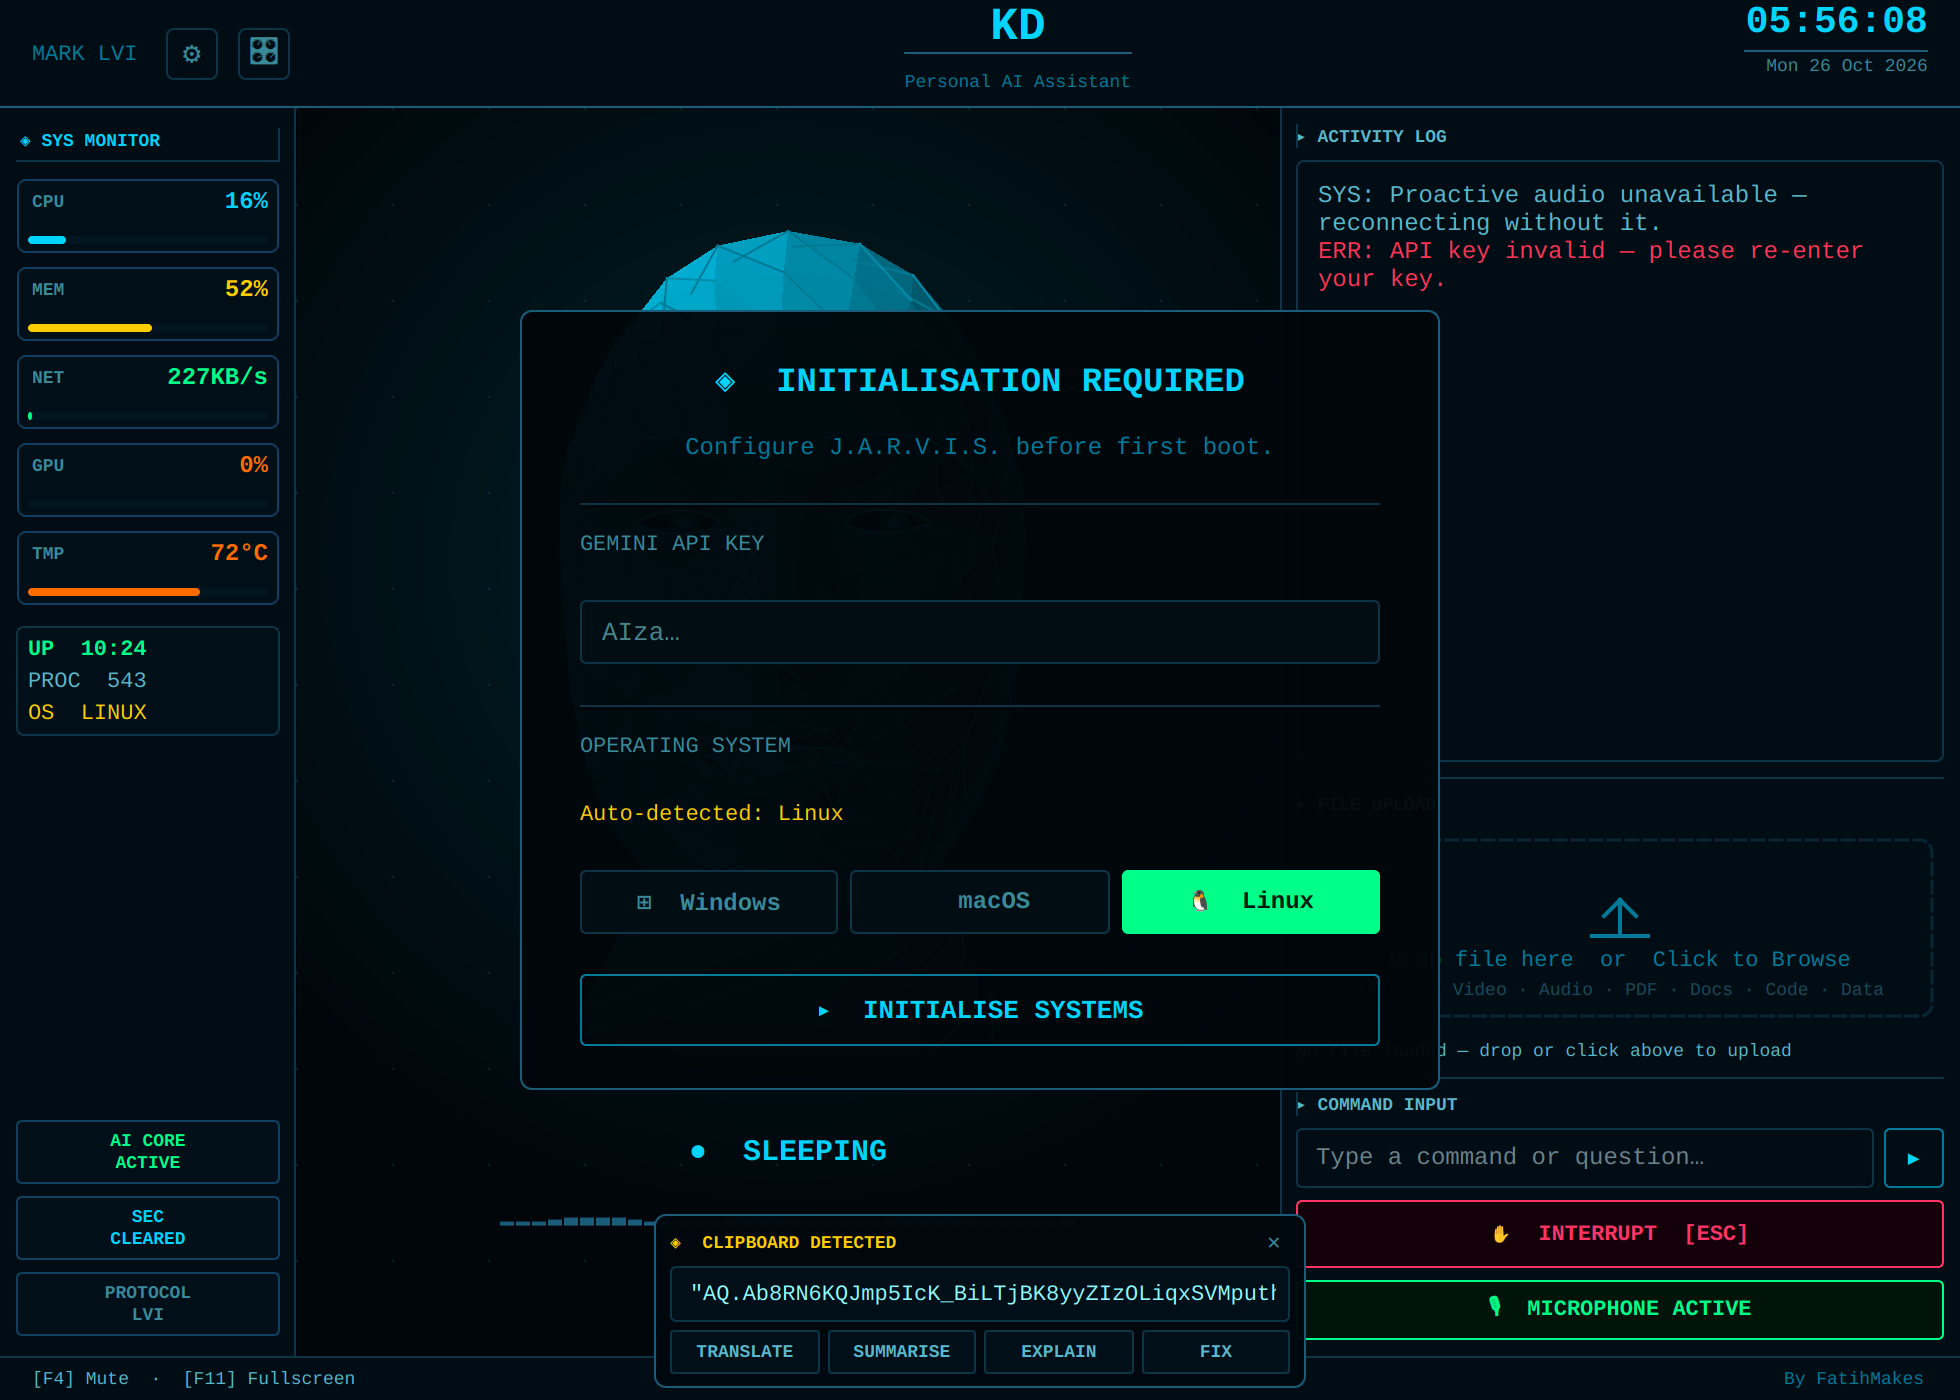 MARK LVI
KD
Personal AI Assistant
05:56:08
Mon 26 Oct 2026
◈ SYS MONITOR
CPU 16%
MEM 52%
NET 227KB/s
GPU 0%
TMP 72°C
UP 10:24
PROC 543
OS LINUX
AI CORE
ACTIVE
SEC
CLEARED
PROTOCOL
LVI
◈ INITIALISATION REQUIRED
Configure J.A.R.V.I.S. before first boot.
GEMINI API KEY
AIza…
OPERATING SYSTEM
Auto-detected: Linux
⊞ Windows
macOS
🐧 Linux
▸ INITIALISE SYSTEMS
● SLEEPING
◈ CLIPBOARD DETECTED ✕
"AQ.Ab8RN6KQJmp5IcK_BiLTjBK8yyZIzOLiqxSVMputh
TRANSLATE
SUMMARISE
EXPLAIN
FIX
▸ ACTIVITY LOG
SYS: Proactive audio unavailable —
reconnecting without it.
ERR: API key invalid — please re-enter
your key.
▸ FILE UPLOAD
file here or Click to Browse
Video · Audio · PDF · Docs · Code · Data
No file loaded — drop or click above to upload
▸ COMMAND INPUT
Type a command or question…
▸
✋ INTERRUPT [ESC]
🎙 MICROPHONE ACTIVE
[F4] Mute · [F11] Fullscreen
By FatihMakes